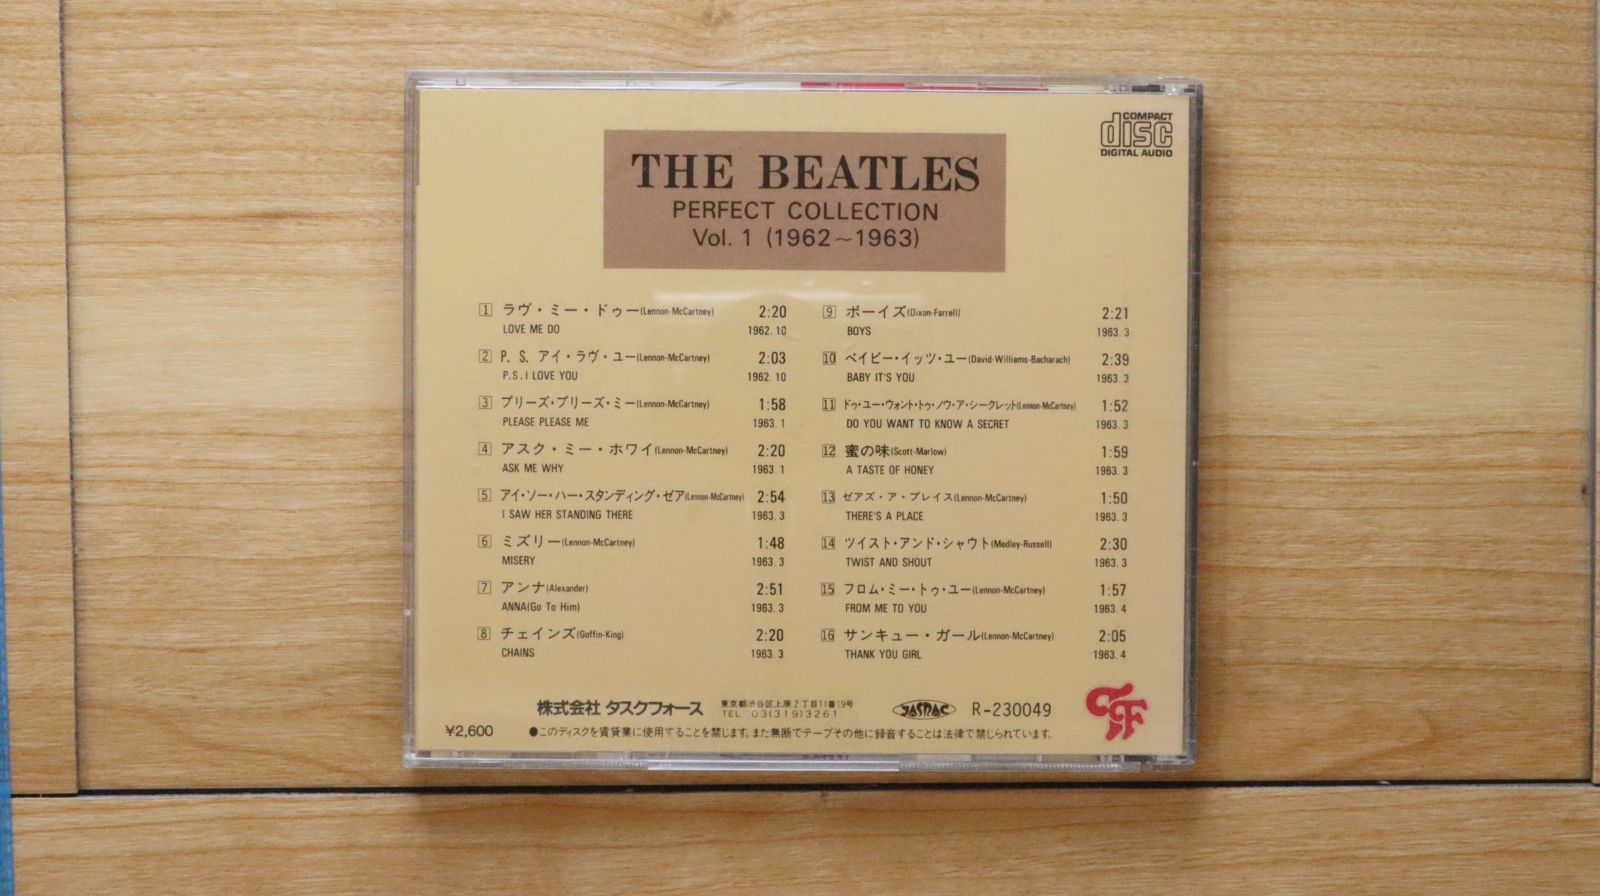 COMPACT
disc
DIGITAL AUDIO
THE BEATLES
PERFECT COLLECTION
Vol. 1 (1962~1963)
1 ラヴ・ミー・ドゥー(Lennon-McCartney) 2:20
LOVE ME DO 1962. 10
2 P. S. アイ・ラヴ・ユー(Lennon-McCartney) 2:03
P.S. I LOVE YOU 1962. 10
3 プリーズ・プリーズ・ミー(Lennon-McCartney) 1:58
PLEASE PLEASE ME 1963. 1
4 アスク・ミー・ホワイ(Lennon-McCartney) 2:20
ASK ME WHY 1963. 1
5 アイ・ソー・ハー・スタンディング・ゼア(Lennon-McCartney) 2:54
I SAW HER STANDING THERE 1963. 3
6 ミズリー(Lennon-McCartney) 1:48
MISERY 1963. 3
7 アンナ(Alexander) 2:51
ANNA(Go To Him) 1963. 3
8 チェインズ(Goffin-King) 2:20
CHAINS 1963. 3
9 ボーイズ(Dixon-Farrell) 2:21
BOYS 1963. 3
10 ベイビー・イッツ・ユー(David-Williams-Bacharach) 2:39
BABY IT'S YOU 1963. 3
11 ドゥ・ユー・ウォント・トゥ・ノウ・ア・シークレット(Lennon-McCartney) 1:52
DO YOU WANT TO KNOW A SECRET 1963. 3
12 蜜の味(Scott-Marlow) 1:59
A TASTE OF HONEY 1963. 3
13 ゼアズ・ア・プレイス(Lennon-McCartney) 1:50
THERE'S A PLACE 1963. 3
14 ツイスト・アンド・シャウト(Medley-Russell) 2:30
TWIST AND SHOUT 1963. 3
15 フロム・ミー・トゥ・ユー(Lennon-McCartney) 1:57
FROM ME TO YOU 1963. 4
16 サンキュー・ガール(Lennon-McCartney) 2:05
THANK YOU GIRL 1963. 4
株式会社 タスクフォース
東京都渋谷区上原2丁目11番19号
TEL 03(319)3261
JASRAC R-230049
¥2,600
●このディスクを賃貸業に使用することを禁じます。また無断でテープその他に録音することは法律で禁じられています。